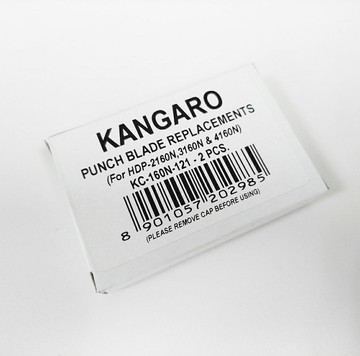 KANGARO
PUNCH BLADE REPLACEMENTS
(For HDP-2160N,3160N & 4160N)
KC-160N-121 - 2 PCS.
8 901057 202985
(PLEASE REMOVE CAP BEFORE USING)